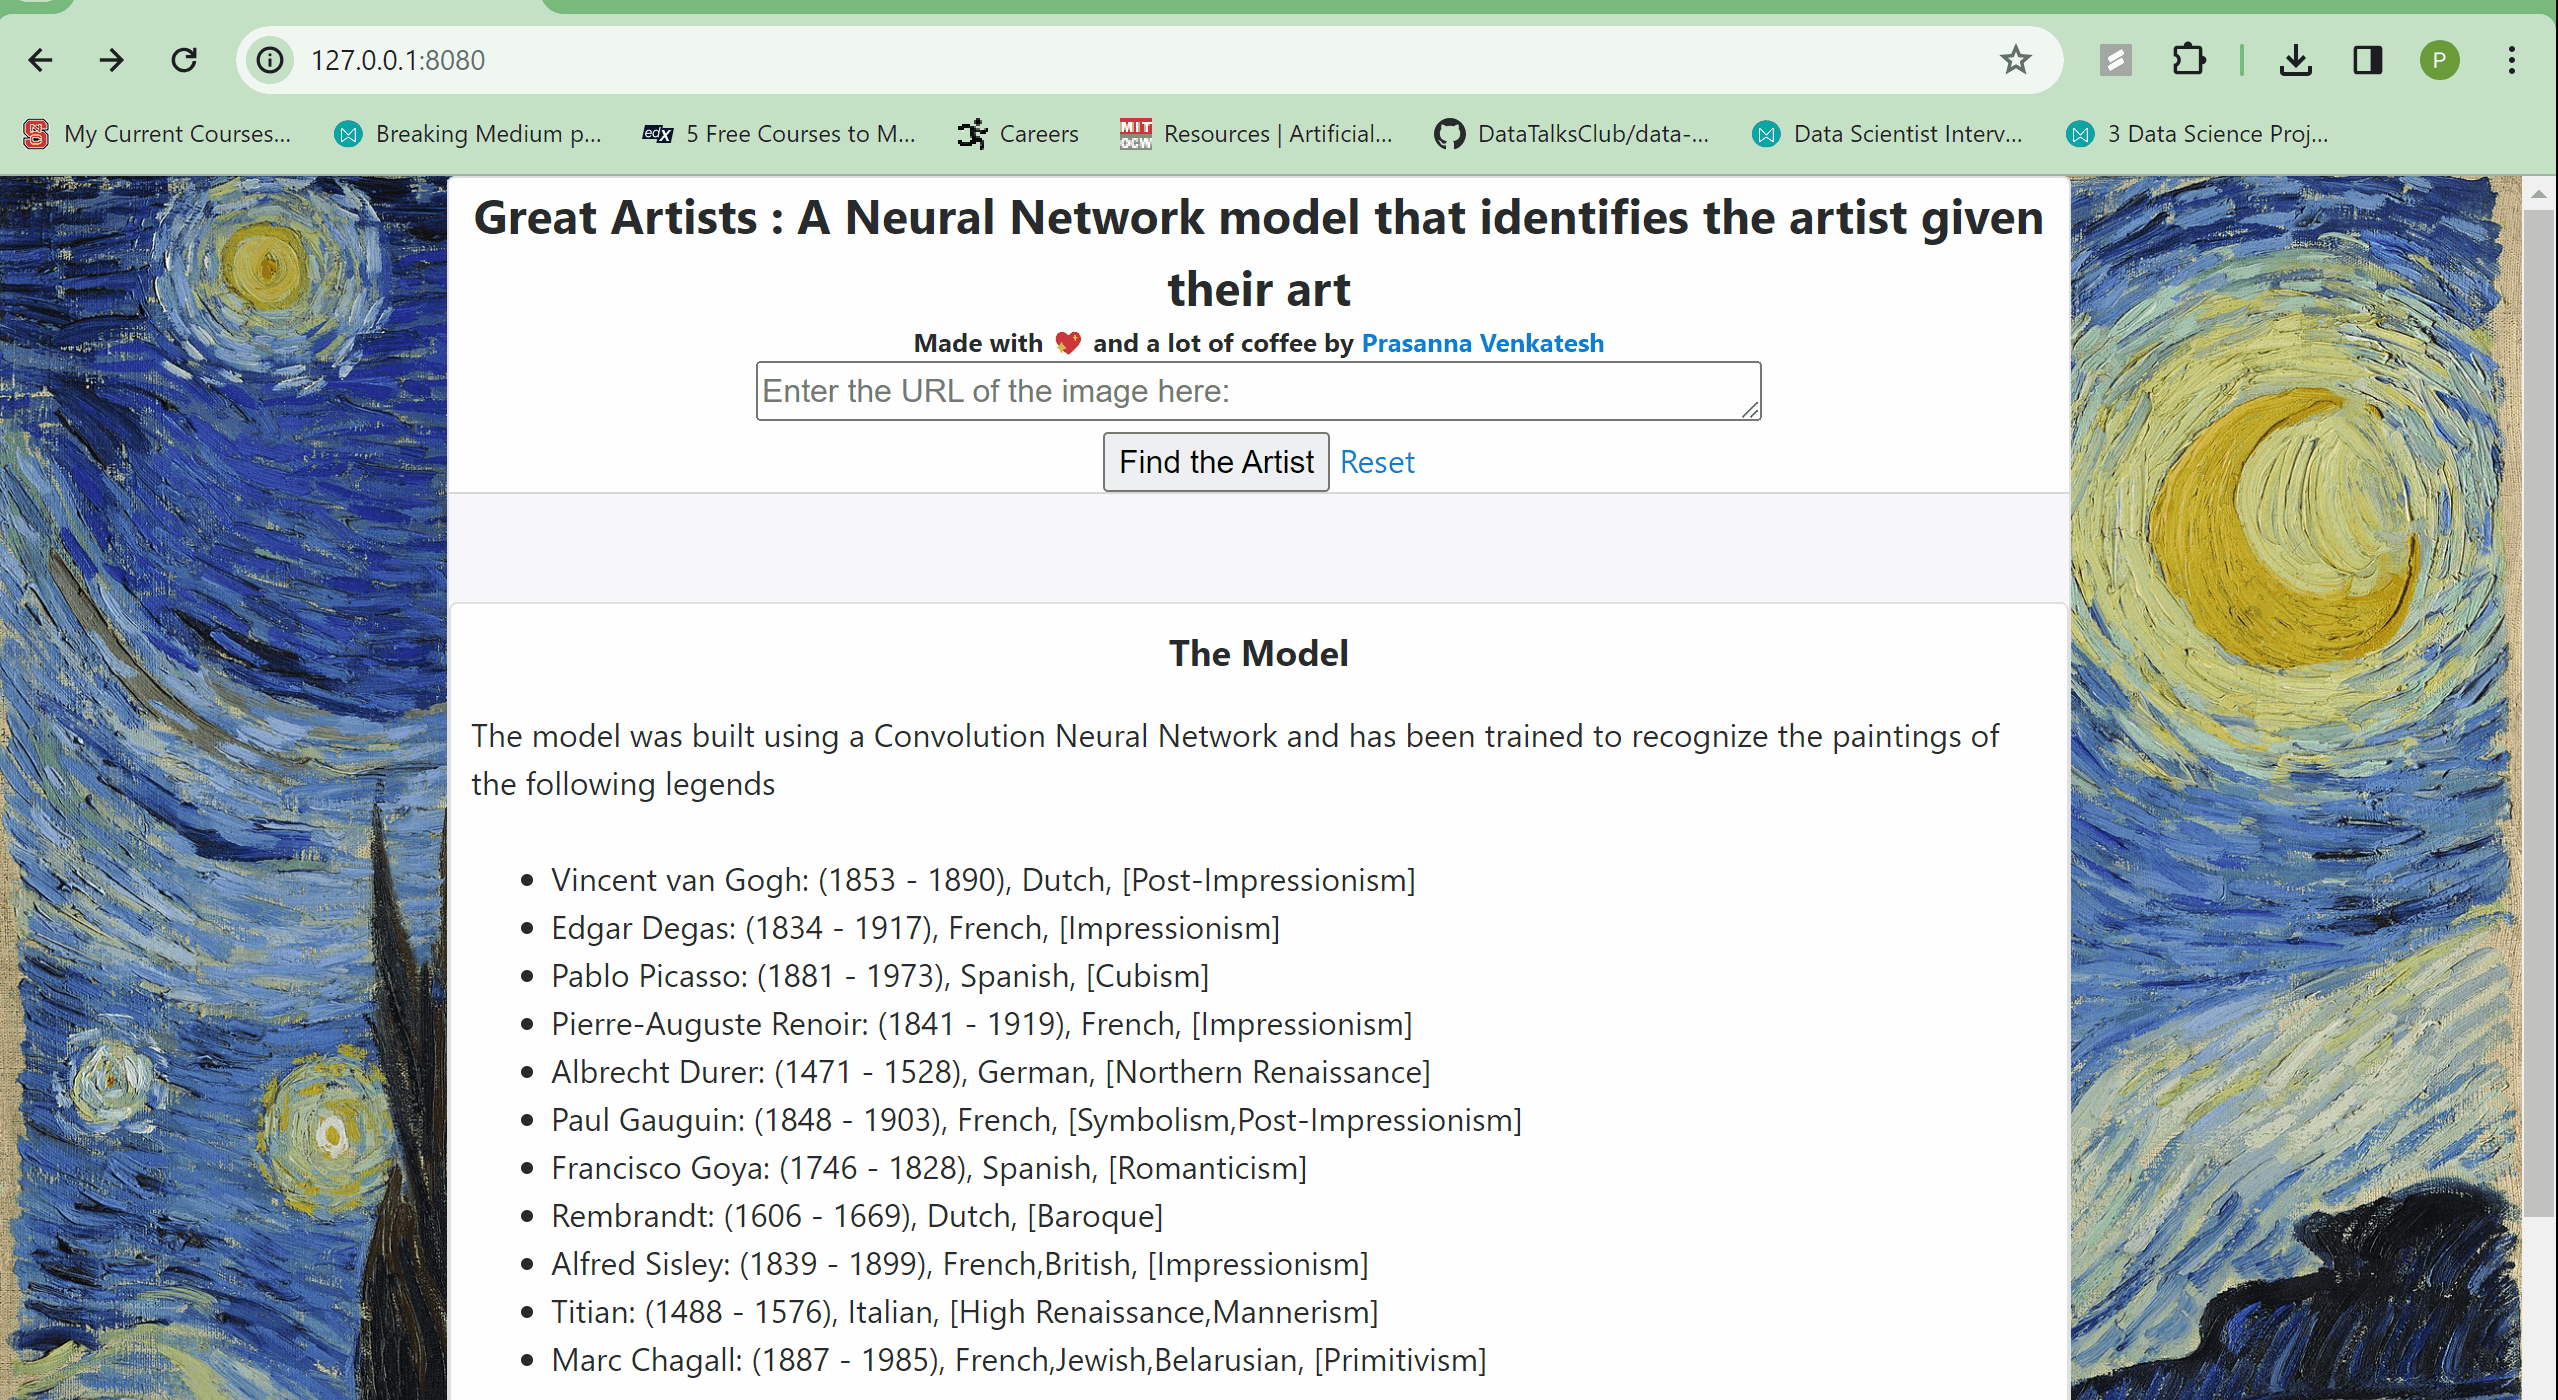 127.0.0.1:8080
P
My Current Courses... Breaking Medium p... edX 5 Free Courses to M... Careers MIT OCW Resources | Artificial... DataTalksClub/data-... Data Scientist Interv... 3 Data Science Proj...
Great Artists : A Neural Network model that identifies the artist given
their art
Made with 💖 and a lot of coffee by Prasanna Venkatesh
Enter the URL of the image here:
Find the Artist Reset
The Model
The model was built using a Convolution Neural Network and has been trained to recognize the paintings of
the following legends
• Vincent van Gogh: (1853 - 1890), Dutch, [Post-Impressionism]
• Edgar Degas: (1834 - 1917), French, [Impressionism]
• Pablo Picasso: (1881 - 1973), Spanish, [Cubism]
• Pierre-Auguste Renoir: (1841 - 1919), French, [Impressionism]
• Albrecht Durer: (1471 - 1528), German, [Northern Renaissance]
• Paul Gauguin: (1848 - 1903), French, [Symbolism,Post-Impressionism]
• Francisco Goya: (1746 - 1828), Spanish, [Romanticism]
• Rembrandt: (1606 - 1669), Dutch, [Baroque]
• Alfred Sisley: (1839 - 1899), French,British, [Impressionism]
• Titian: (1488 - 1576), Italian, [High Renaissance,Mannerism]
• Marc Chagall: (1887 - 1985), French,Jewish,Belarusian, [Primitivism]